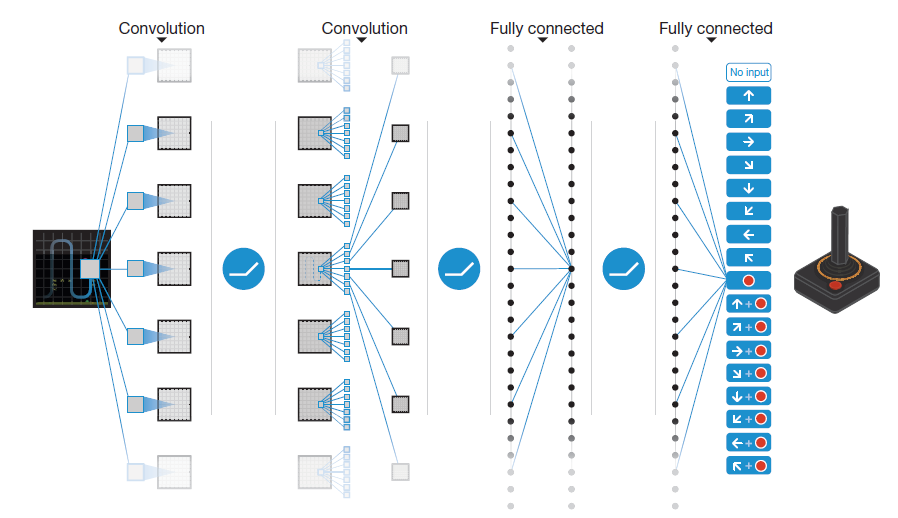 Convolution
Convolution
Fully connected
Fully connected
No input
+
+
+
+
+
+
+
+